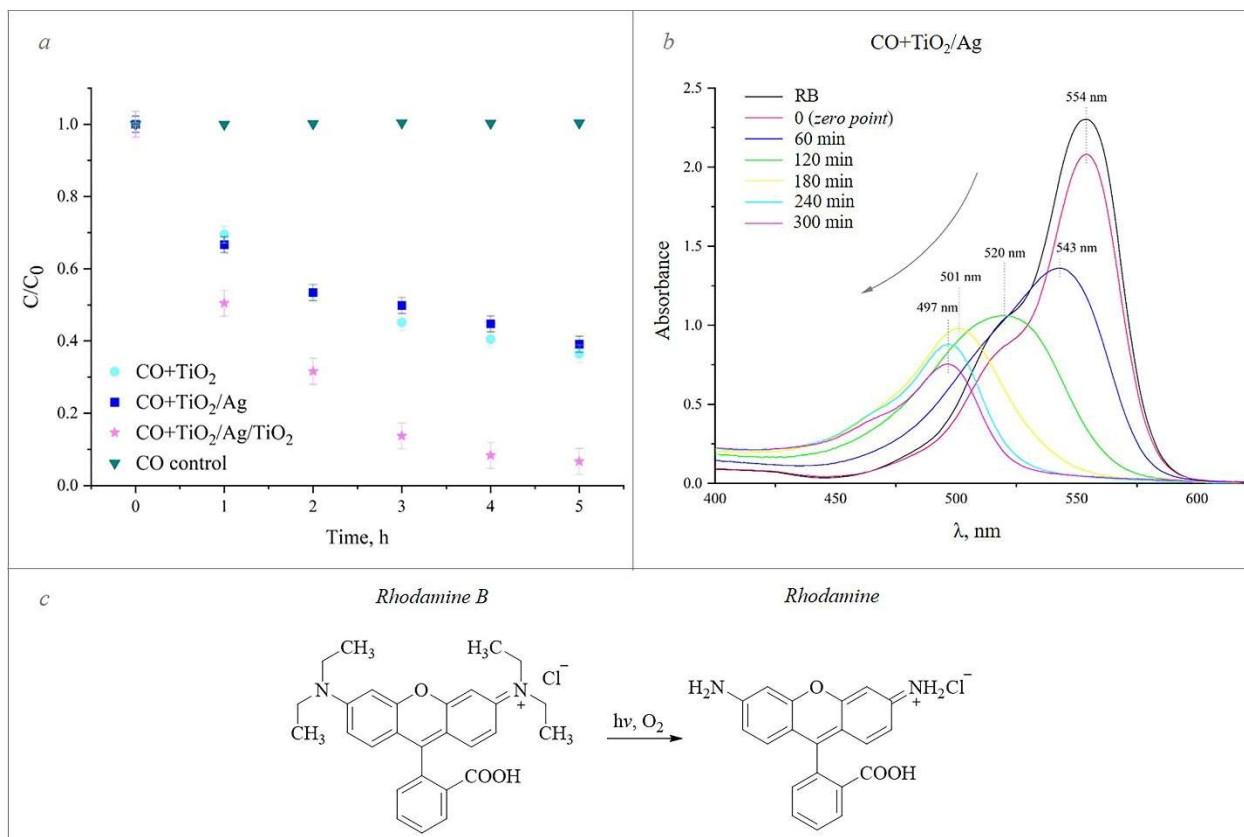 a
C/C₀
1.0
0.8
0.6
0.4
0.2
0.0
CO+TiO₂
CO+TiO₂/Ag
CO+TiO₂/Ag/TiO₂
CO control
0 1 2 3 4 5
Time, h
b
CO+TiO₂/Ag
Absorbance
2.5
2.0
1.5
1.0
0.5
0.0
RB
0 (zero point)
60 min
120 min
180 min
240 min
300 min
554 nm
543 nm
520 nm
501 nm
497 nm
400 450 500 550 600
λ, nm
c
Rhodamine B
CH₃
H₃C
N
O
N
+
Cl⁻
CH₃
CH₃
COOH
hν, O₂
Rhodamine
H₂N
O
NH₂Cl⁻
+
COOH